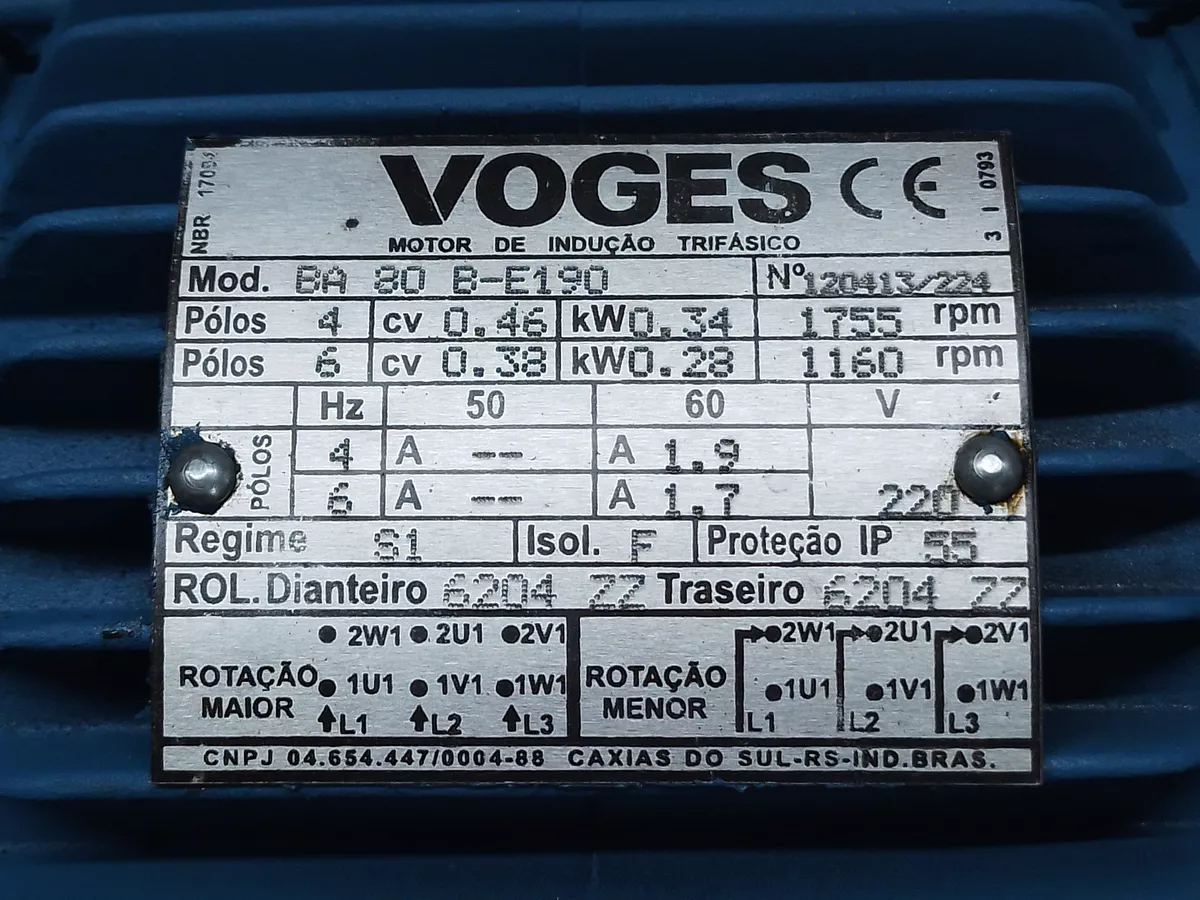 VOGES CE
NBR 17094
3 I 0793
MOTOR DE INDUÇÃO TRIFÁSICO
Mod. BA 80 B-E190 Nº 120413/224
Pólos 4 cv 0.46 kW 0.34 1755 rpm
Pólos 6 cv 0.38 kW 0.28 1160 rpm
Hz 50 60 V
PÓLOS
4 A -- A 1.9
6 A -- A 1.7 220
Regime S1 Isol. F Proteção IP 55
ROL. Dianteiro 6204 ZZ Traseiro 6204 ZZ
2W1 2U1 2V1
ROTAÇÃO MAIOR
1U1 1V1 1W1
L1 L2 L3
2W1 2U1 2V1
ROTAÇÃO MENOR
1U1 1V1 1W1
L1 L2 L3
CNPJ 04.654.447/0004-88 CAXIAS DO SUL-RS-IND.BRAS.